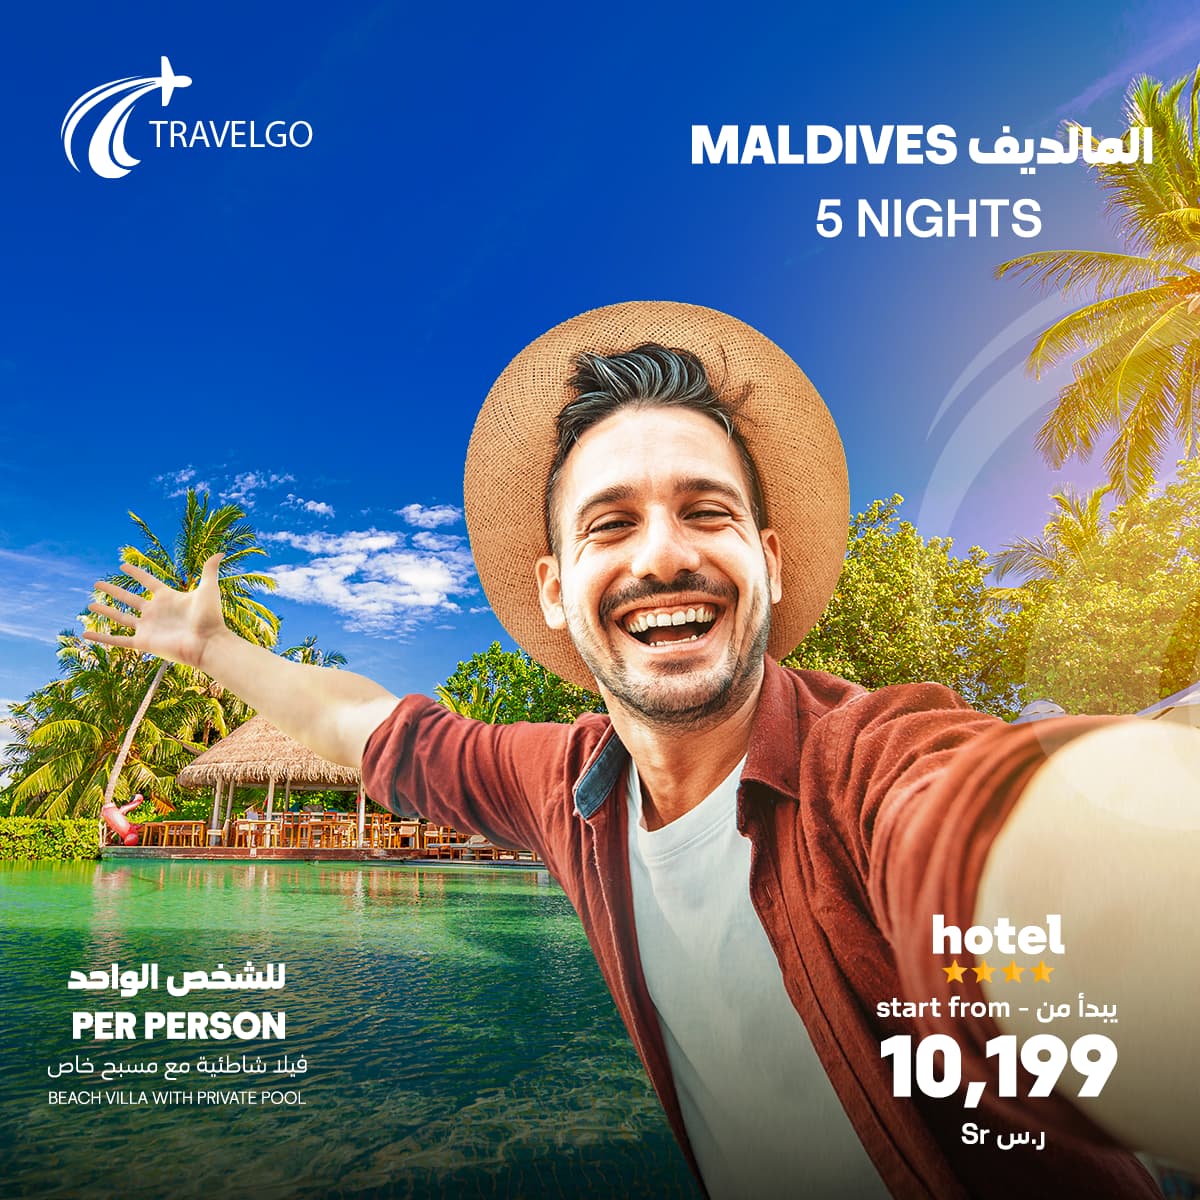 TRAVELGO
MALDIVES المالديف
5 NIGHTS
للشخص الواحد
PER PERSON
فيلا شاطئية مع مسبح خاص
BEACH VILLA WITH PRIVATE POOL
hotel
start from - يبدأ من
10,199
Sr ر.س